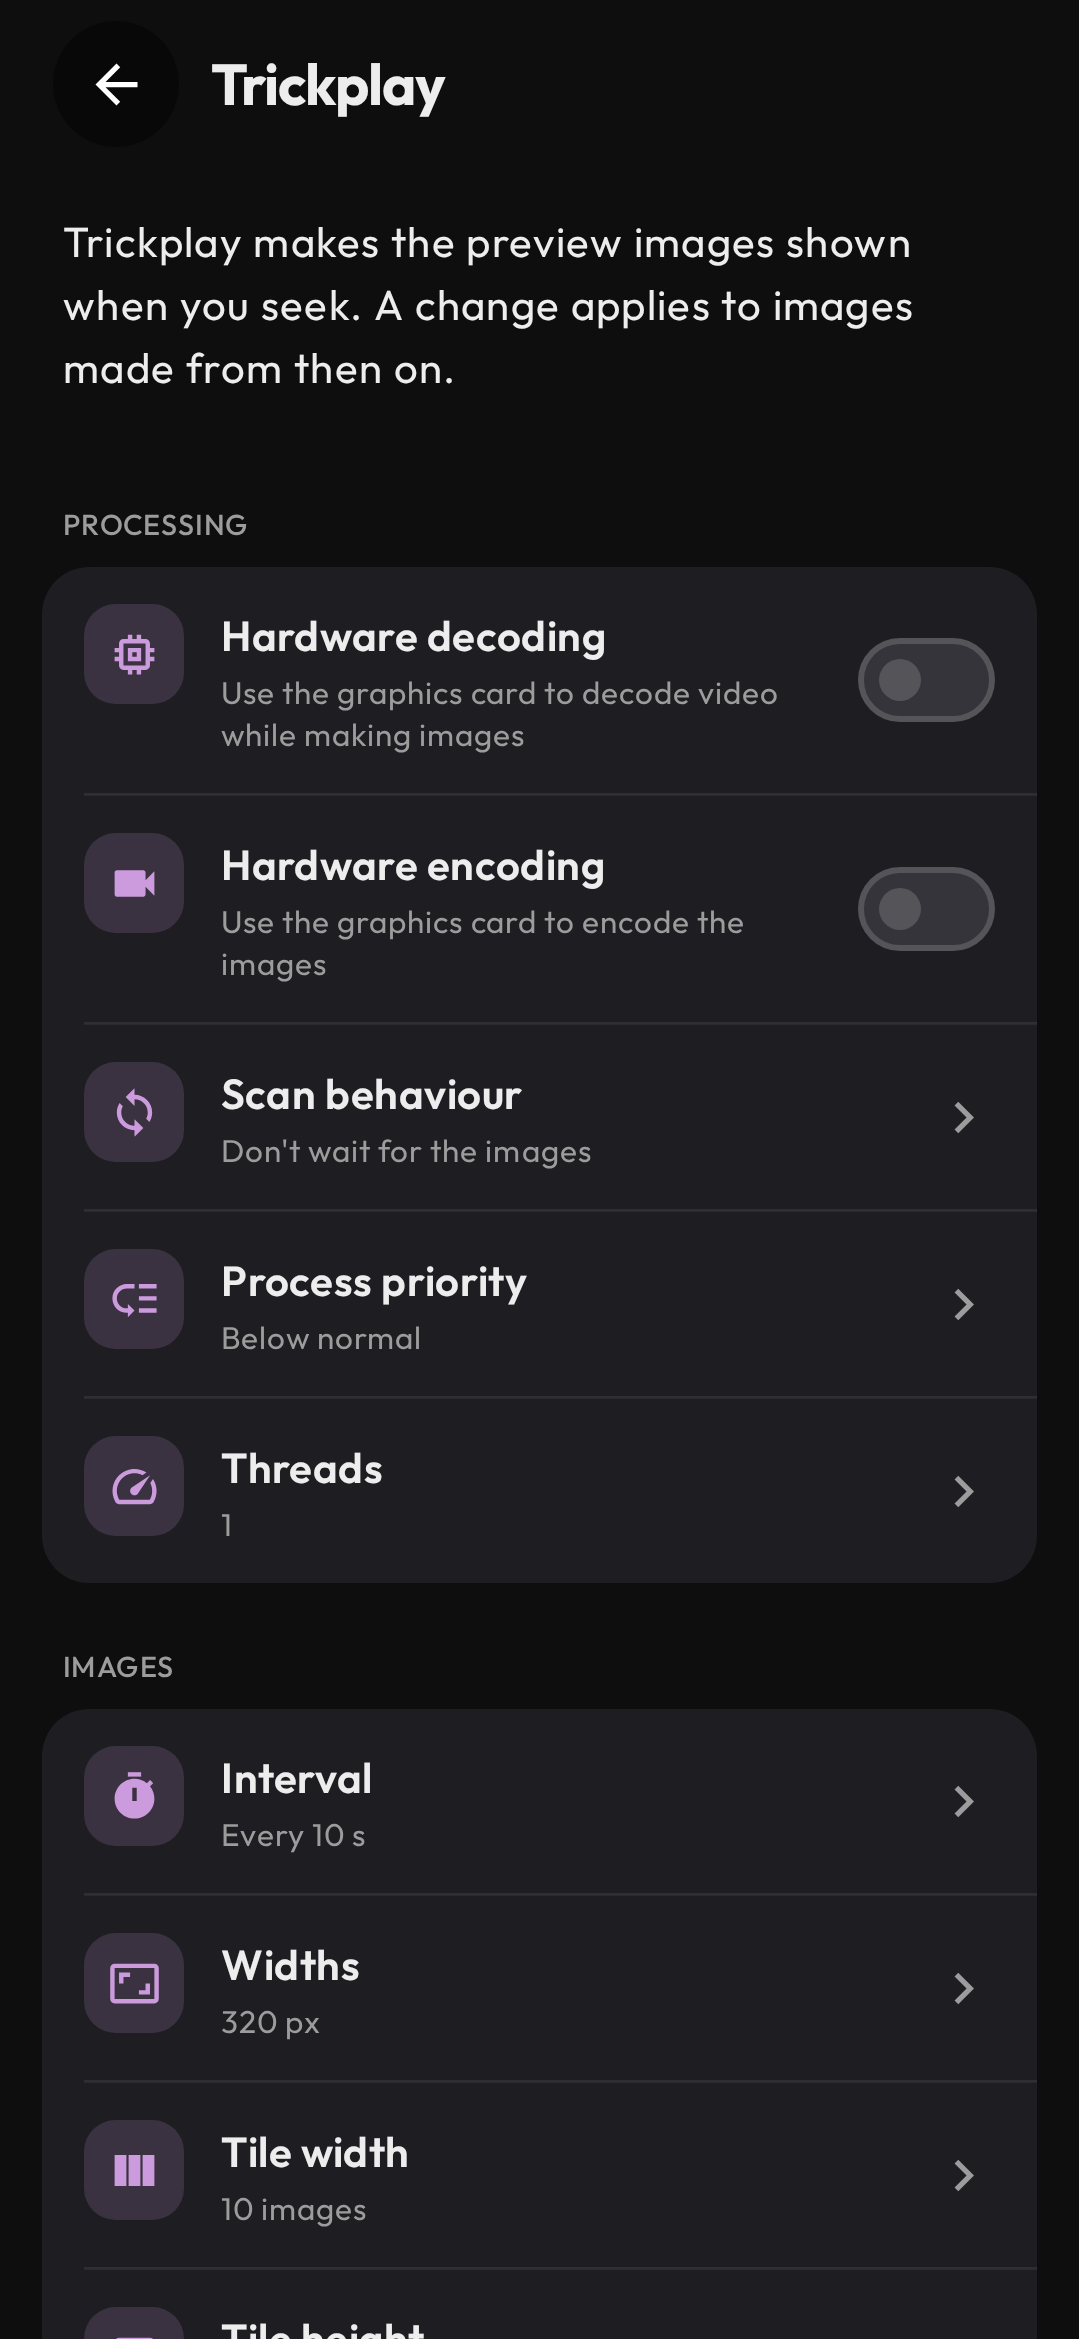 Trickplay
Trickplay makes the preview images shown
when you seek. A change applies to images
made from then on.
PROCESSING
Hardware decoding
Use the graphics card to decode video
while making images
Hardware encoding
Use the graphics card to encode the
images
Scan behaviour
Don't wait for the images
Process priority
Below normal
Threads
1
IMAGES
Interval
Every 10 s
Widths
320 px
Tile width
10 images
Tile height